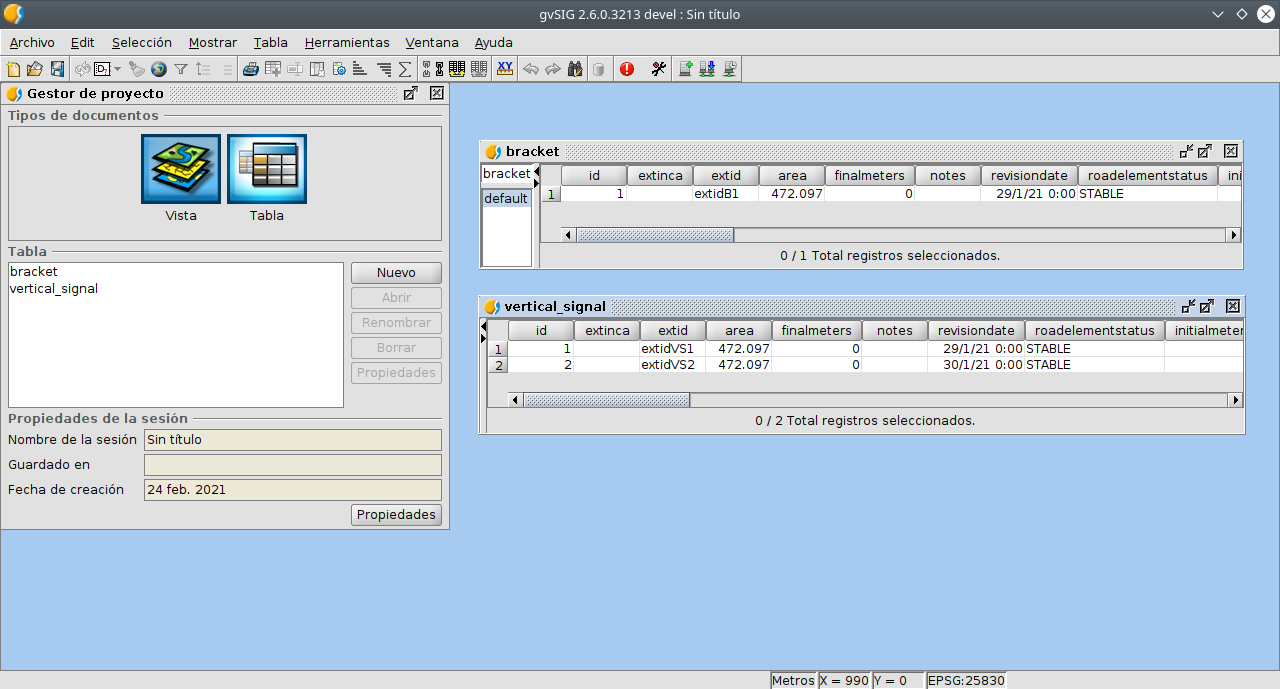 gvSIG 2.6.0.3213 devel : Sin título
Archivo Edit Selección Mostrar Tabla Herramientas Ventana Ayuda
Gestor de proyecto
Tipos de documentos
Vista Tabla
Tabla
bracket
vertical_signal
Nuevo
Abrir
Renombrar
Borrar
Propiedades
Propiedades de la sesión
Nombre de la sesión Sin título
Guardado en
Fecha de creación 24 feb. 2021
Propiedades
bracket
bracket
default
id extinca extid area finalmeters notes revisiondate roadelementstatus ini
1 1 extidB1 472.097 0 29/1/21 0:00 STABLE
0 / 1 Total registros seleccionados.
vertical_signal
id extinca extid area finalmeters notes revisiondate roadelementstatus initialmeter
1 1 extidVS1 472.097 0 29/1/21 0:00 STABLE
2 2 extidVS2 472.097 0 30/1/21 0:00 STABLE
0 / 2 Total registros seleccionados.
Metros X = 990 Y = 0 EPSG:25830